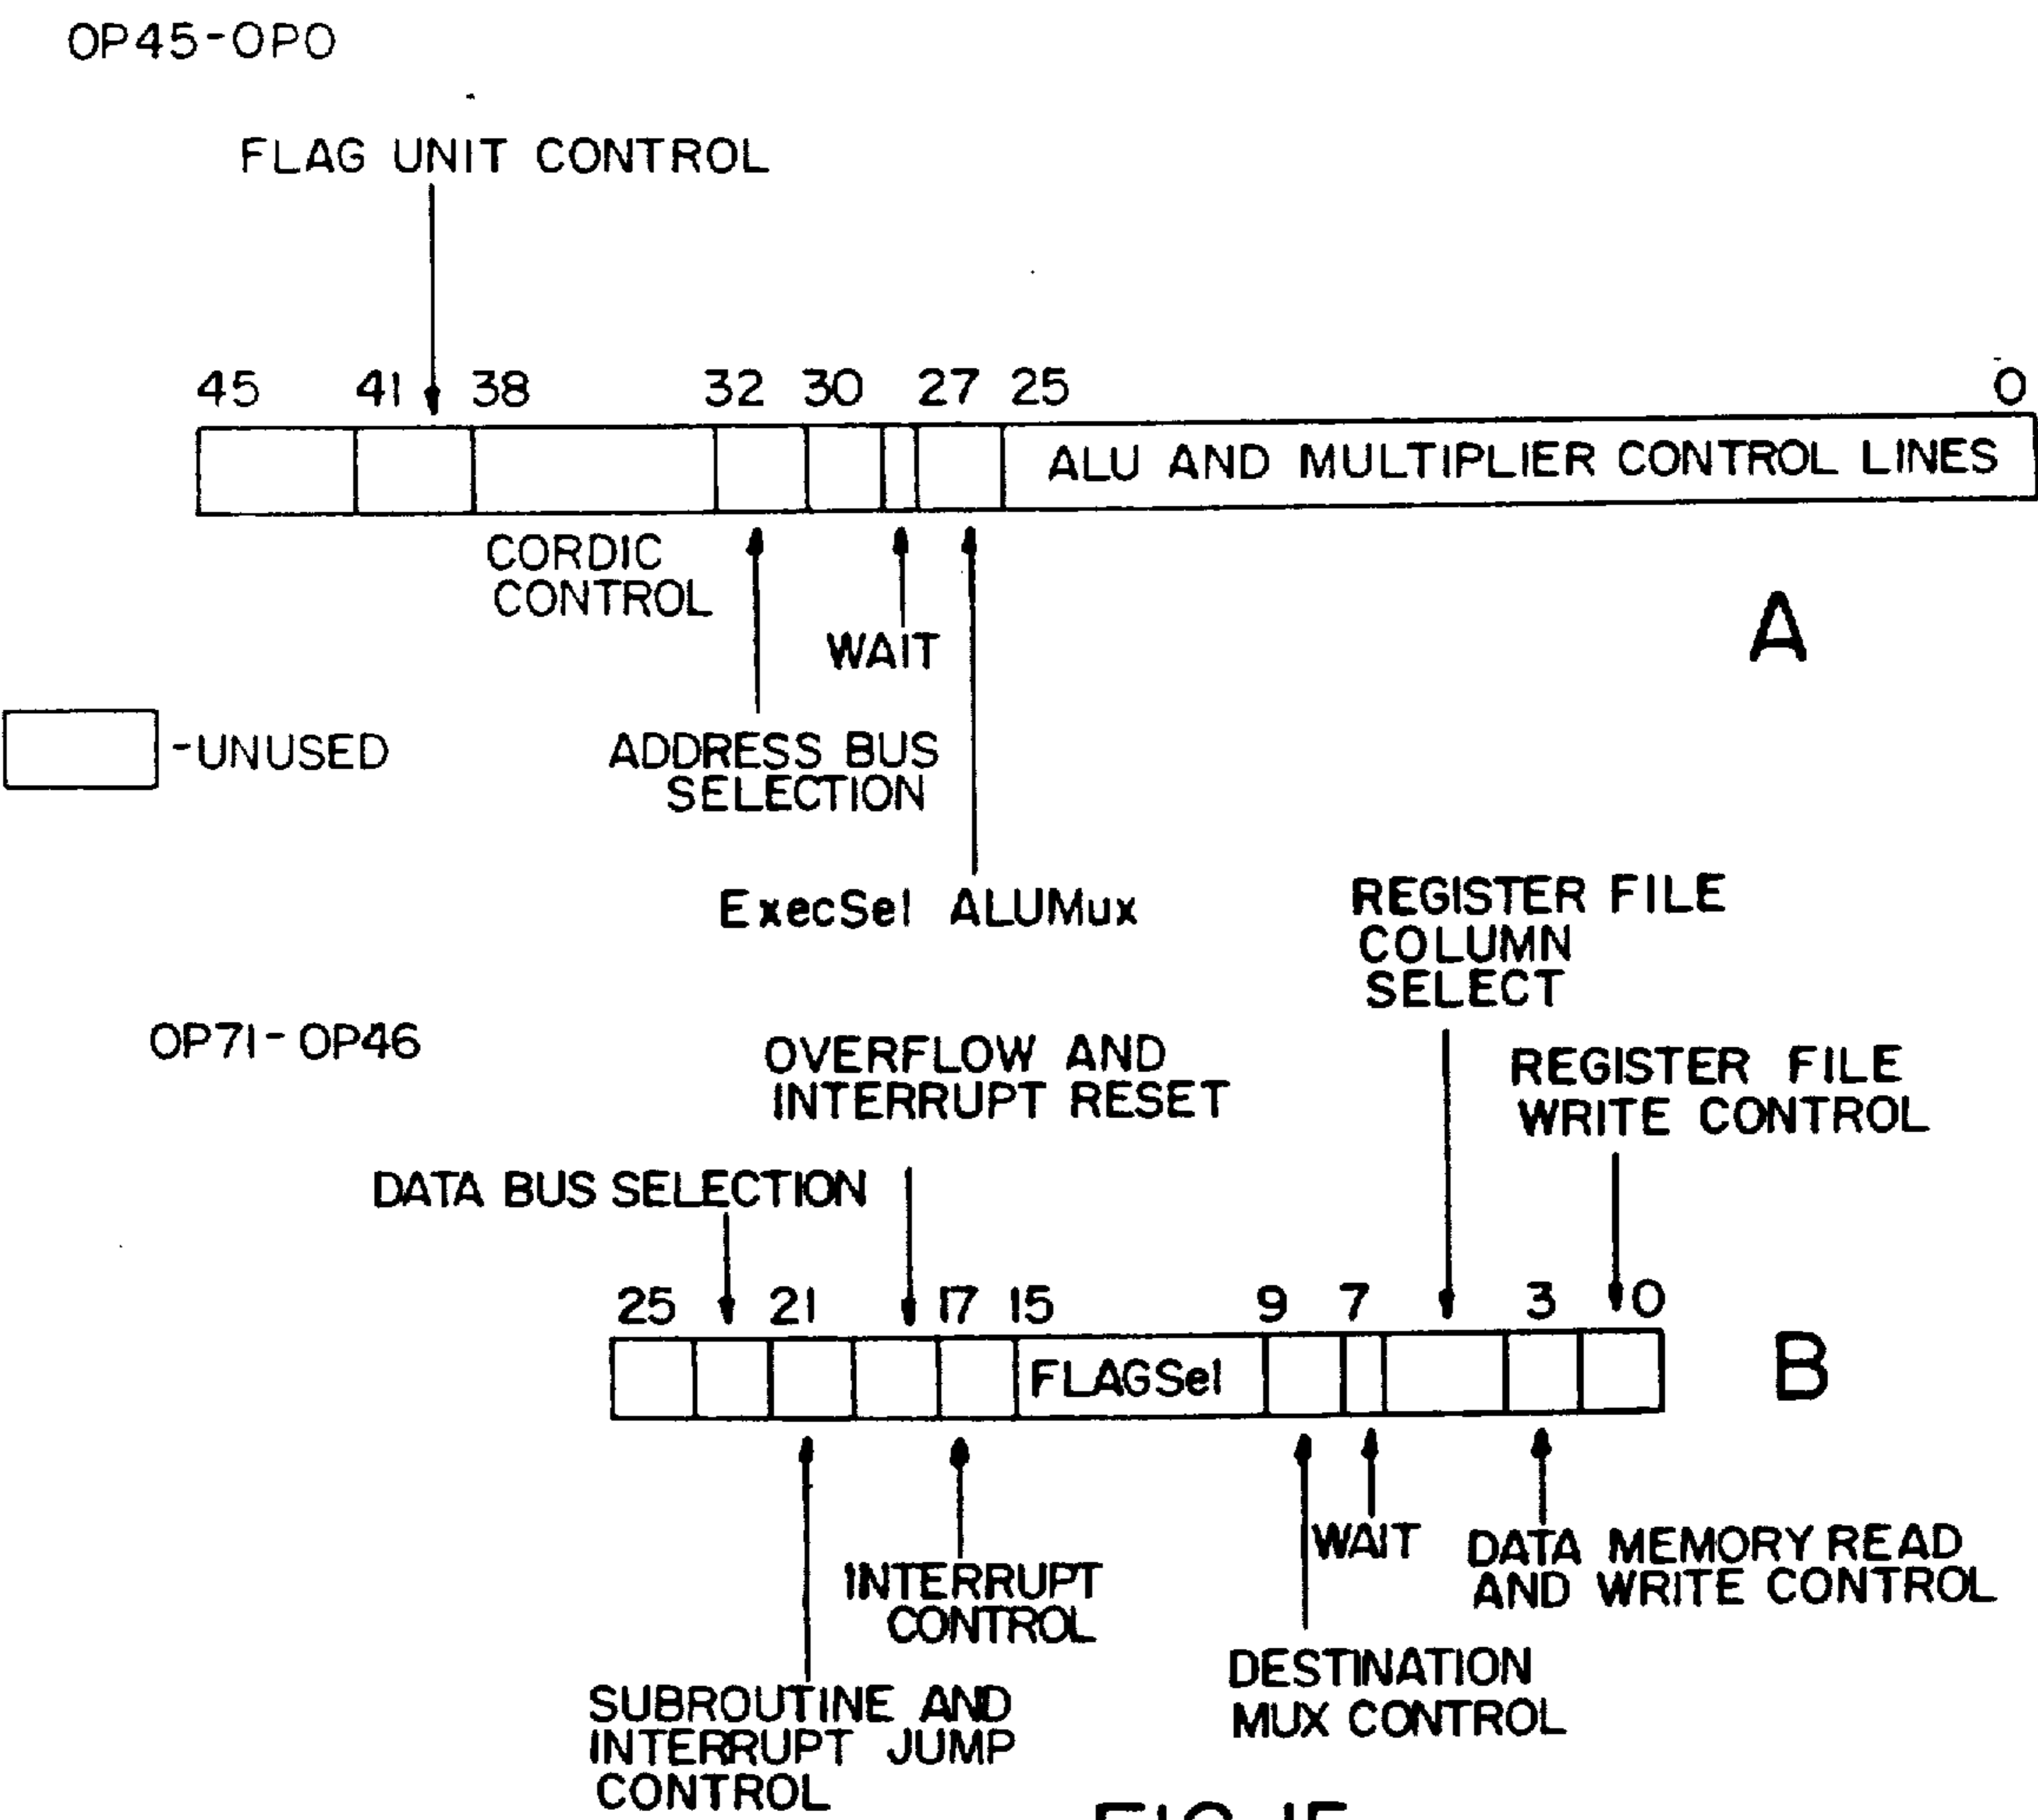 OP45-OP0
FLAG UNIT CONTROL
45 41 38 32 30 27 25 0
ALU AND MULTIPLIER CONTROL LINES
CORDIC
CONTROL
WAIT
A
-UNUSED
ADDRESS BUS
SELECTION
ExecSel ALUMux
REGISTER FILE
COLUMN
SELECT
OP71-OP46
OVERFLOW AND
INTERRUPT RESET
REGISTER FILE
WRITE CONTROL
DATA BUS SELECTION
25 21 17 15 9 7 3 0
FLAGSel
B
WAIT
DATA MEMORY READ
AND WRITE CONTROL
INTERRUPT
CONTROL
DESTINATION
MUX CONTROL
SUBROUTINE AND
INTERRUPT JUMP
CONTROL